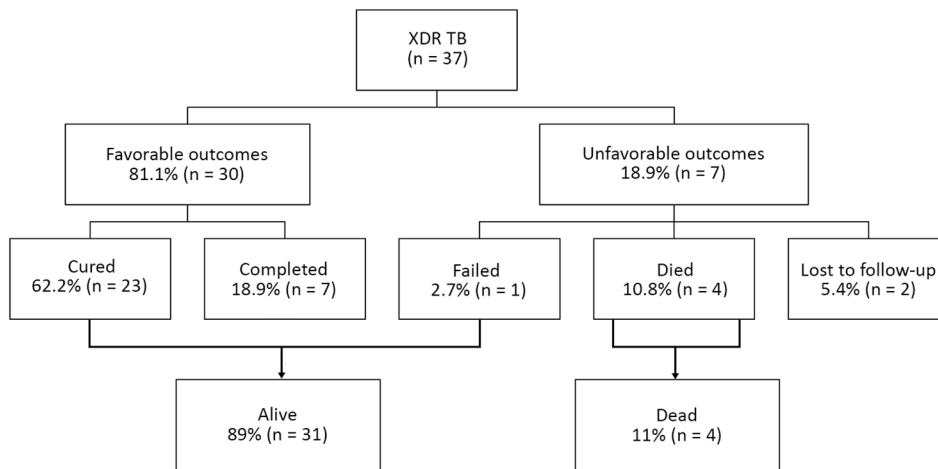 XDR TB
(n = 37)
Favorable outcomes
81.1% (n = 30)
Unfavorable outcomes
18.9% (n = 7)
Cured
62.2% (n = 23)
Completed
18.9% (n = 7)
Failed
2.7% (n = 1)
Died
10.8% (n = 4)
Lost to follow-up
5.4% (n = 2)
Alive
89% (n = 31)
Dead
11% (n = 4)